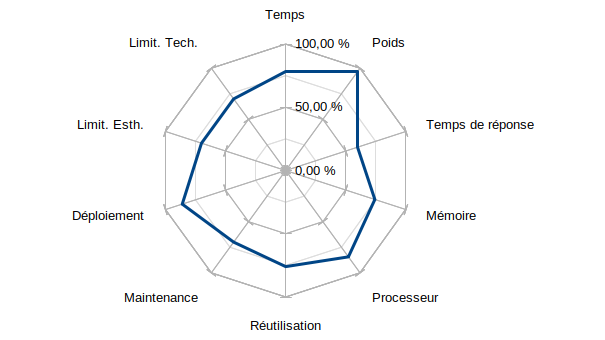 Temps
Limit. Tech.
100,00 %
Poids
50,00 %
Limit. Esth.
Temps de réponse
0,00 %
Déploiement
Mémoire
Maintenance
Processeur
Réutilisation